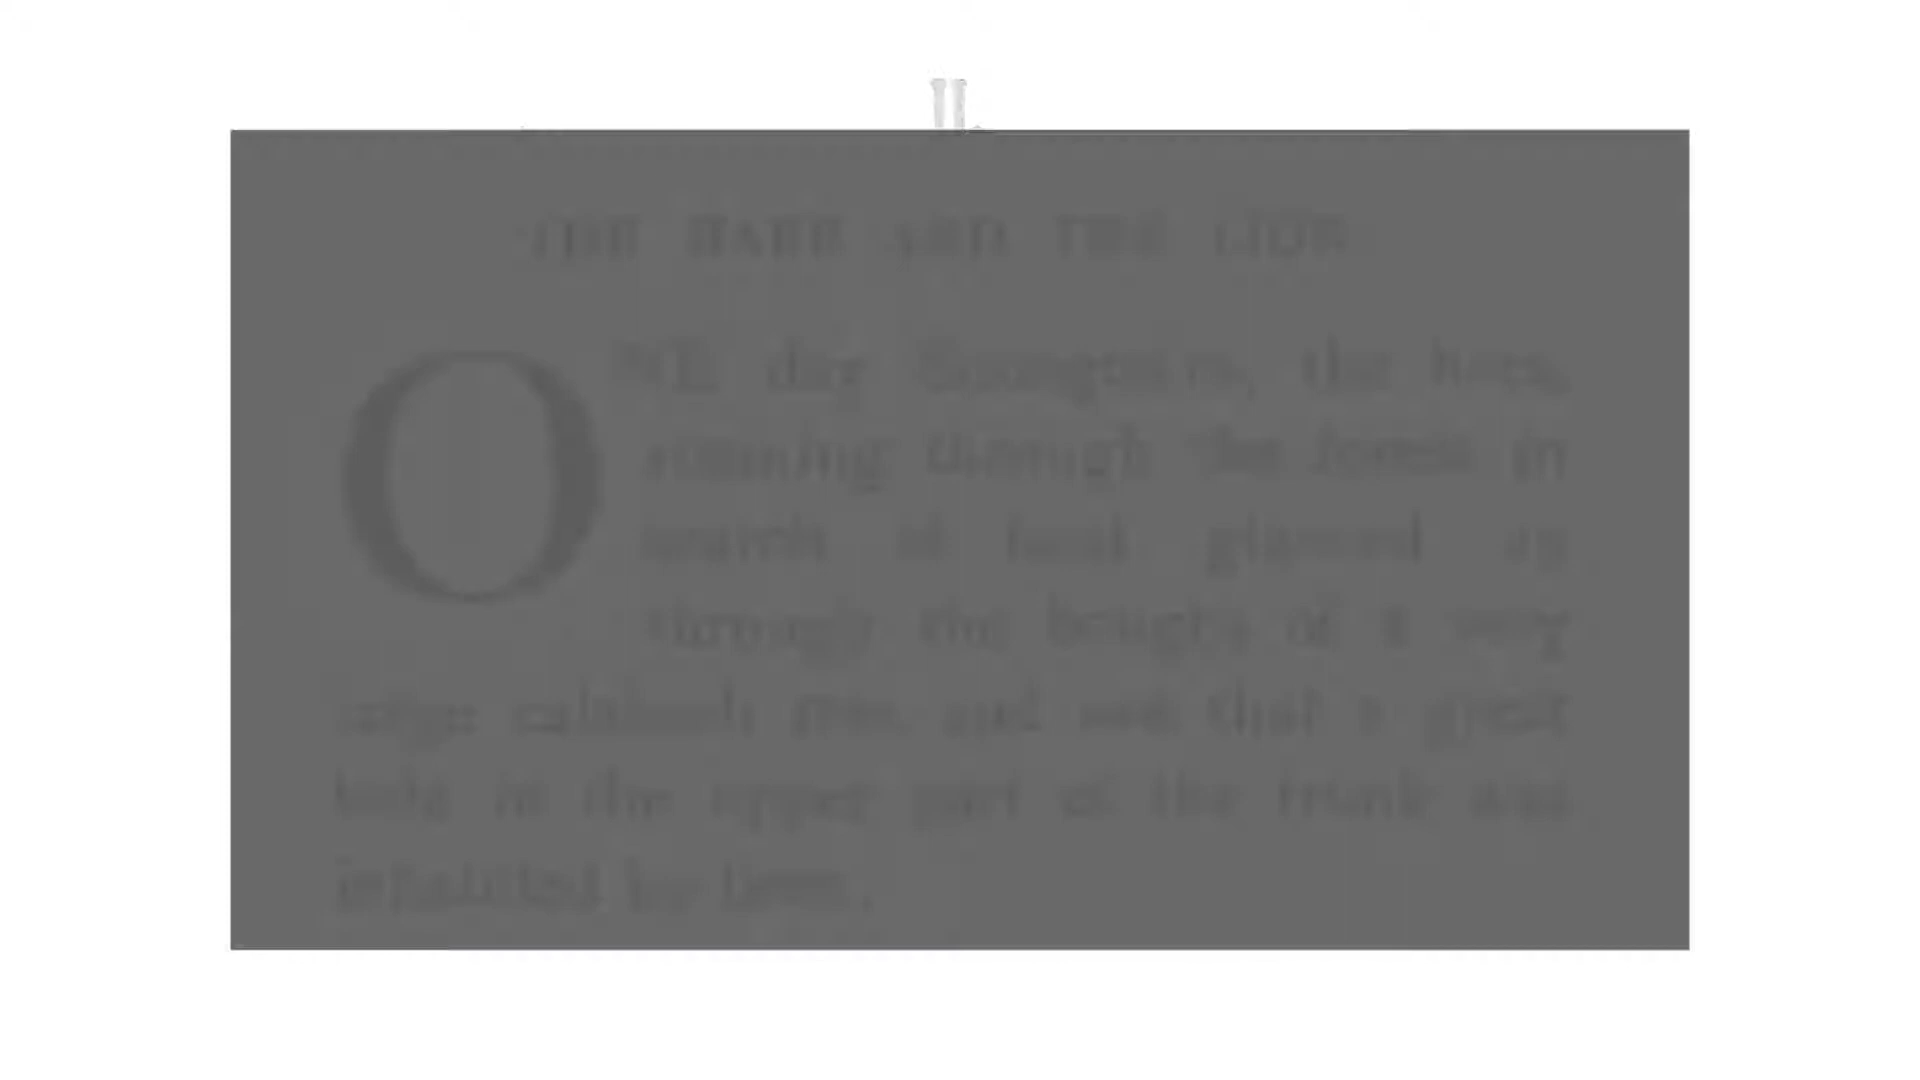 II.
THE HARE AND THE LION
ONE day the hare,
running through the forest in
search of food, glanced up
through the boughs of a very
large calabash tree, and saw that a great
hole in the upper part of the trunk was
inhabited by bees.